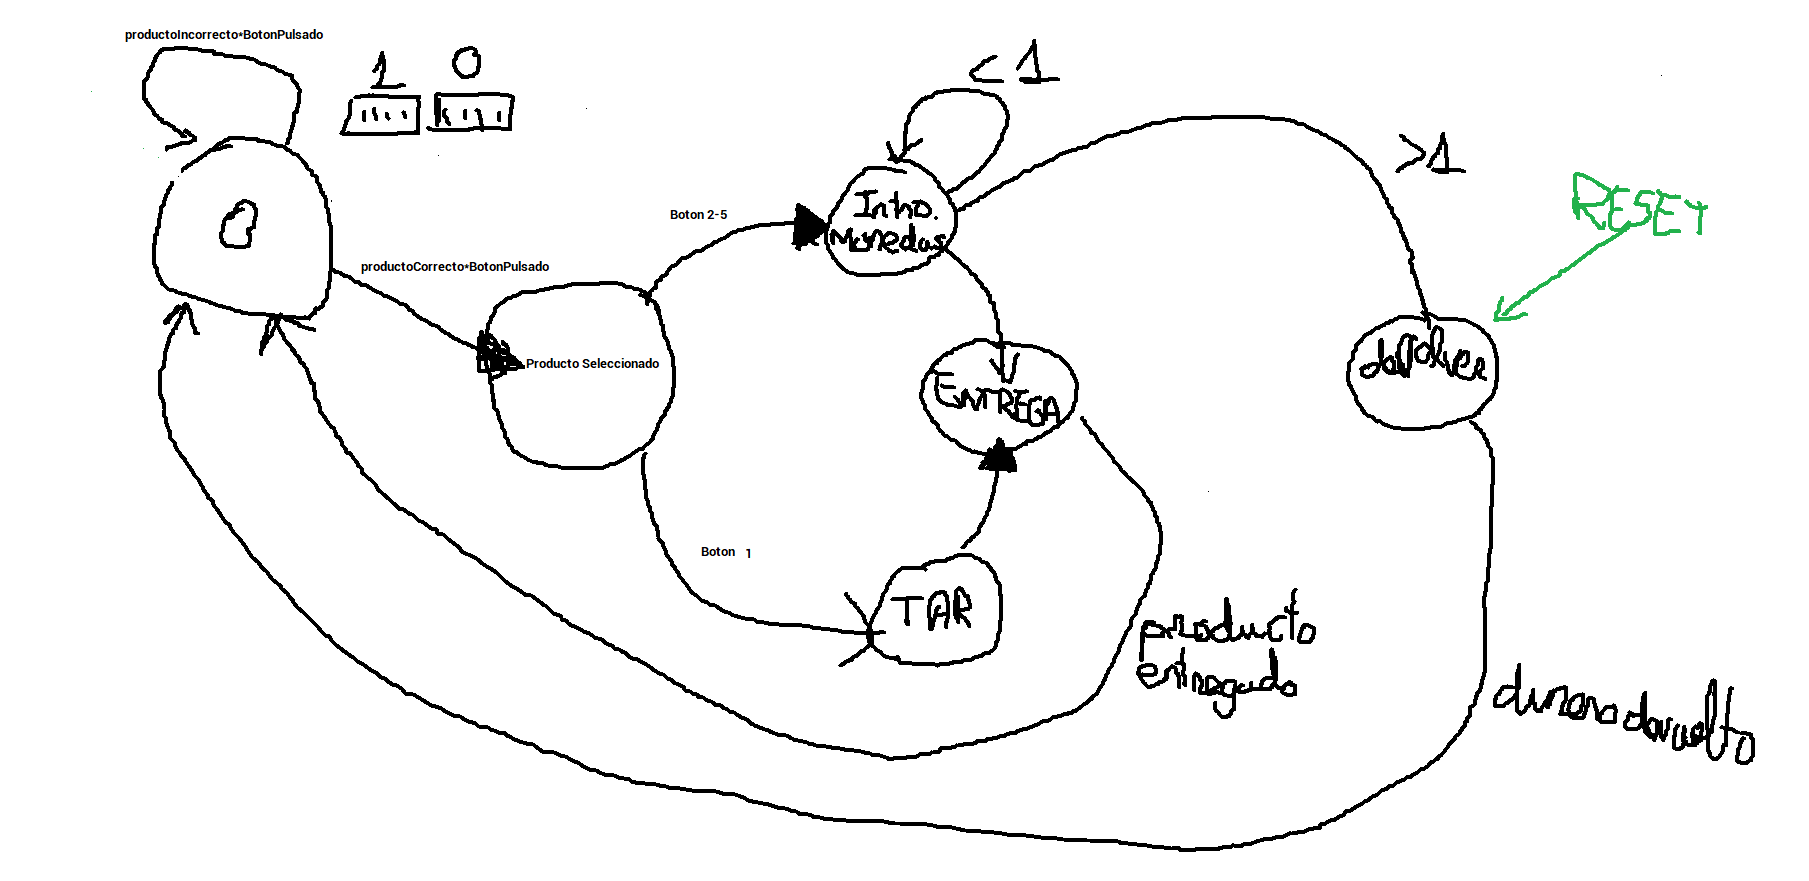 productoIncorrecto*BotonPulsado
1 0
< 1
>1
RESET
0
productoCorrecto*BotonPulsado
Boton 2-5
Intro.
Monedas
Producto Seleccionado
ENTREGA
devolver
Boton 1
TAR
producto
entregado
dinero devuelto